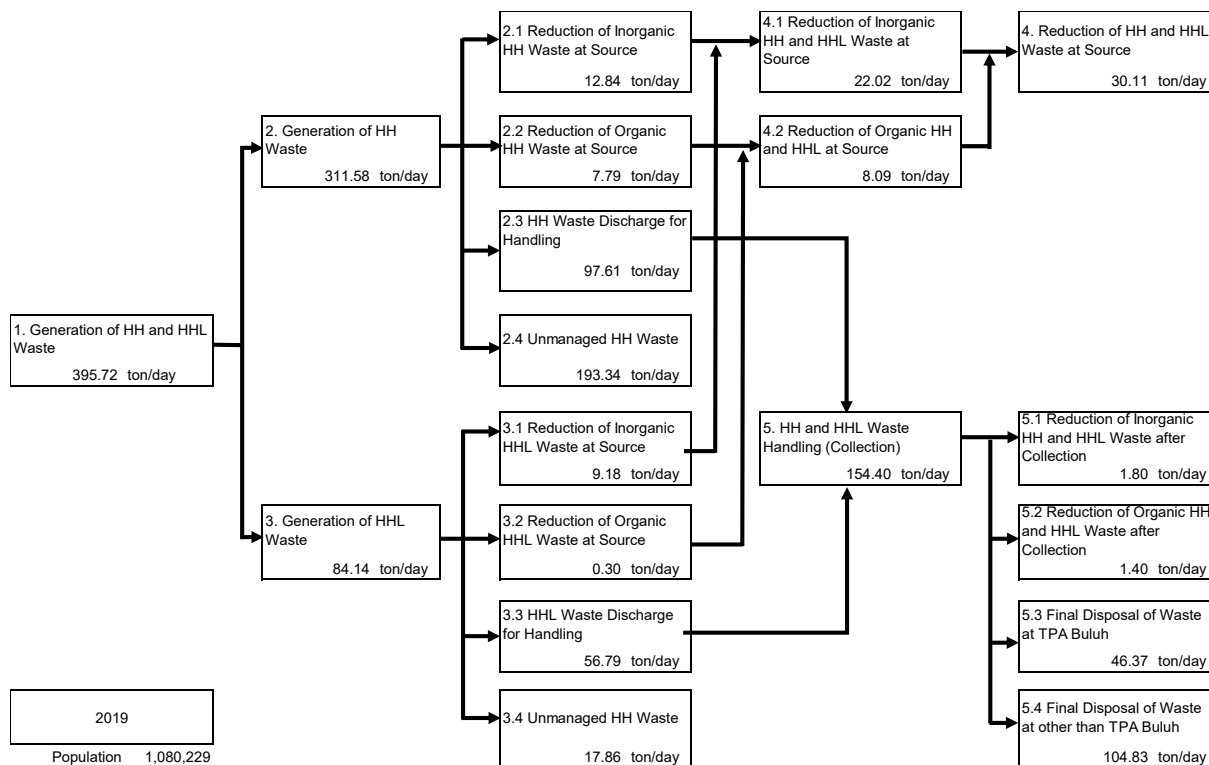 2.1 Reduction of Inorganic
HH Waste at Source
12.84 ton/day
4.1 Reduction of Inorganic
HH and HHL Waste at
Source
22.02 ton/day
4. Reduction of HH and HHL
Waste at Source
30.11 ton/day
2. Generation of HH
Waste
311.58 ton/day
2.2 Reduction of Organic
HH Waste at Source
7.79 ton/day
4.2 Reduction of Organic HH
and HHL at Source
8.09 ton/day
2.3 HH Waste Discharge for
Handling
97.61 ton/day
1. Generation of HH and HHL
Waste
395.72 ton/day
2.4 Unmanaged HH Waste
193.34 ton/day
3.1 Reduction of Inorganic
HHL Waste at Source
9.18 ton/day
5. HH and HHL Waste
Handling (Collection)
154.40 ton/day
5.1 Reduction of Inorganic
HH and HHL Waste after
Collection
1.80 ton/day
3. Generation of HHL
Waste
84.14 ton/day
3.2 Reduction of Organic
HHL Waste at Source
0.30 ton/day
5.2 Reduction of Organic HH
and HHL Waste after
Collection
1.40 ton/day
3.3 HHL Waste Discharge
for Handling
56.79 ton/day
5.3 Final Disposal of Waste
at TPA Buluh
46.37 ton/day
2019
Population 1,080,229
3.4 Unmanaged HH Waste
17.86 ton/day
5.4 Final Disposal of Waste
at other than TPA Buluh
104.83 ton/day